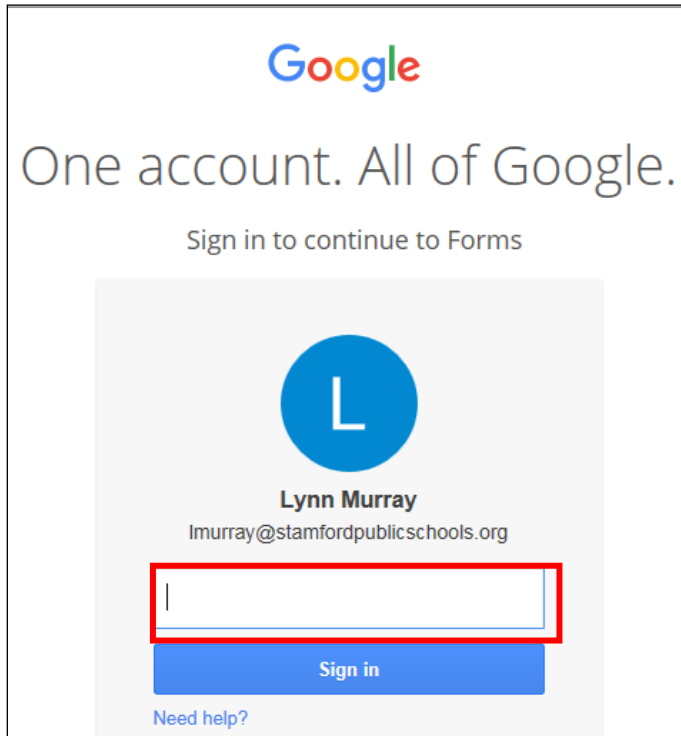 Google
One account. All of Google.
Sign in to continue to Forms
L
Lynn Murray
lmurray@stamfordpublicschools.org
Sign in
Need help?